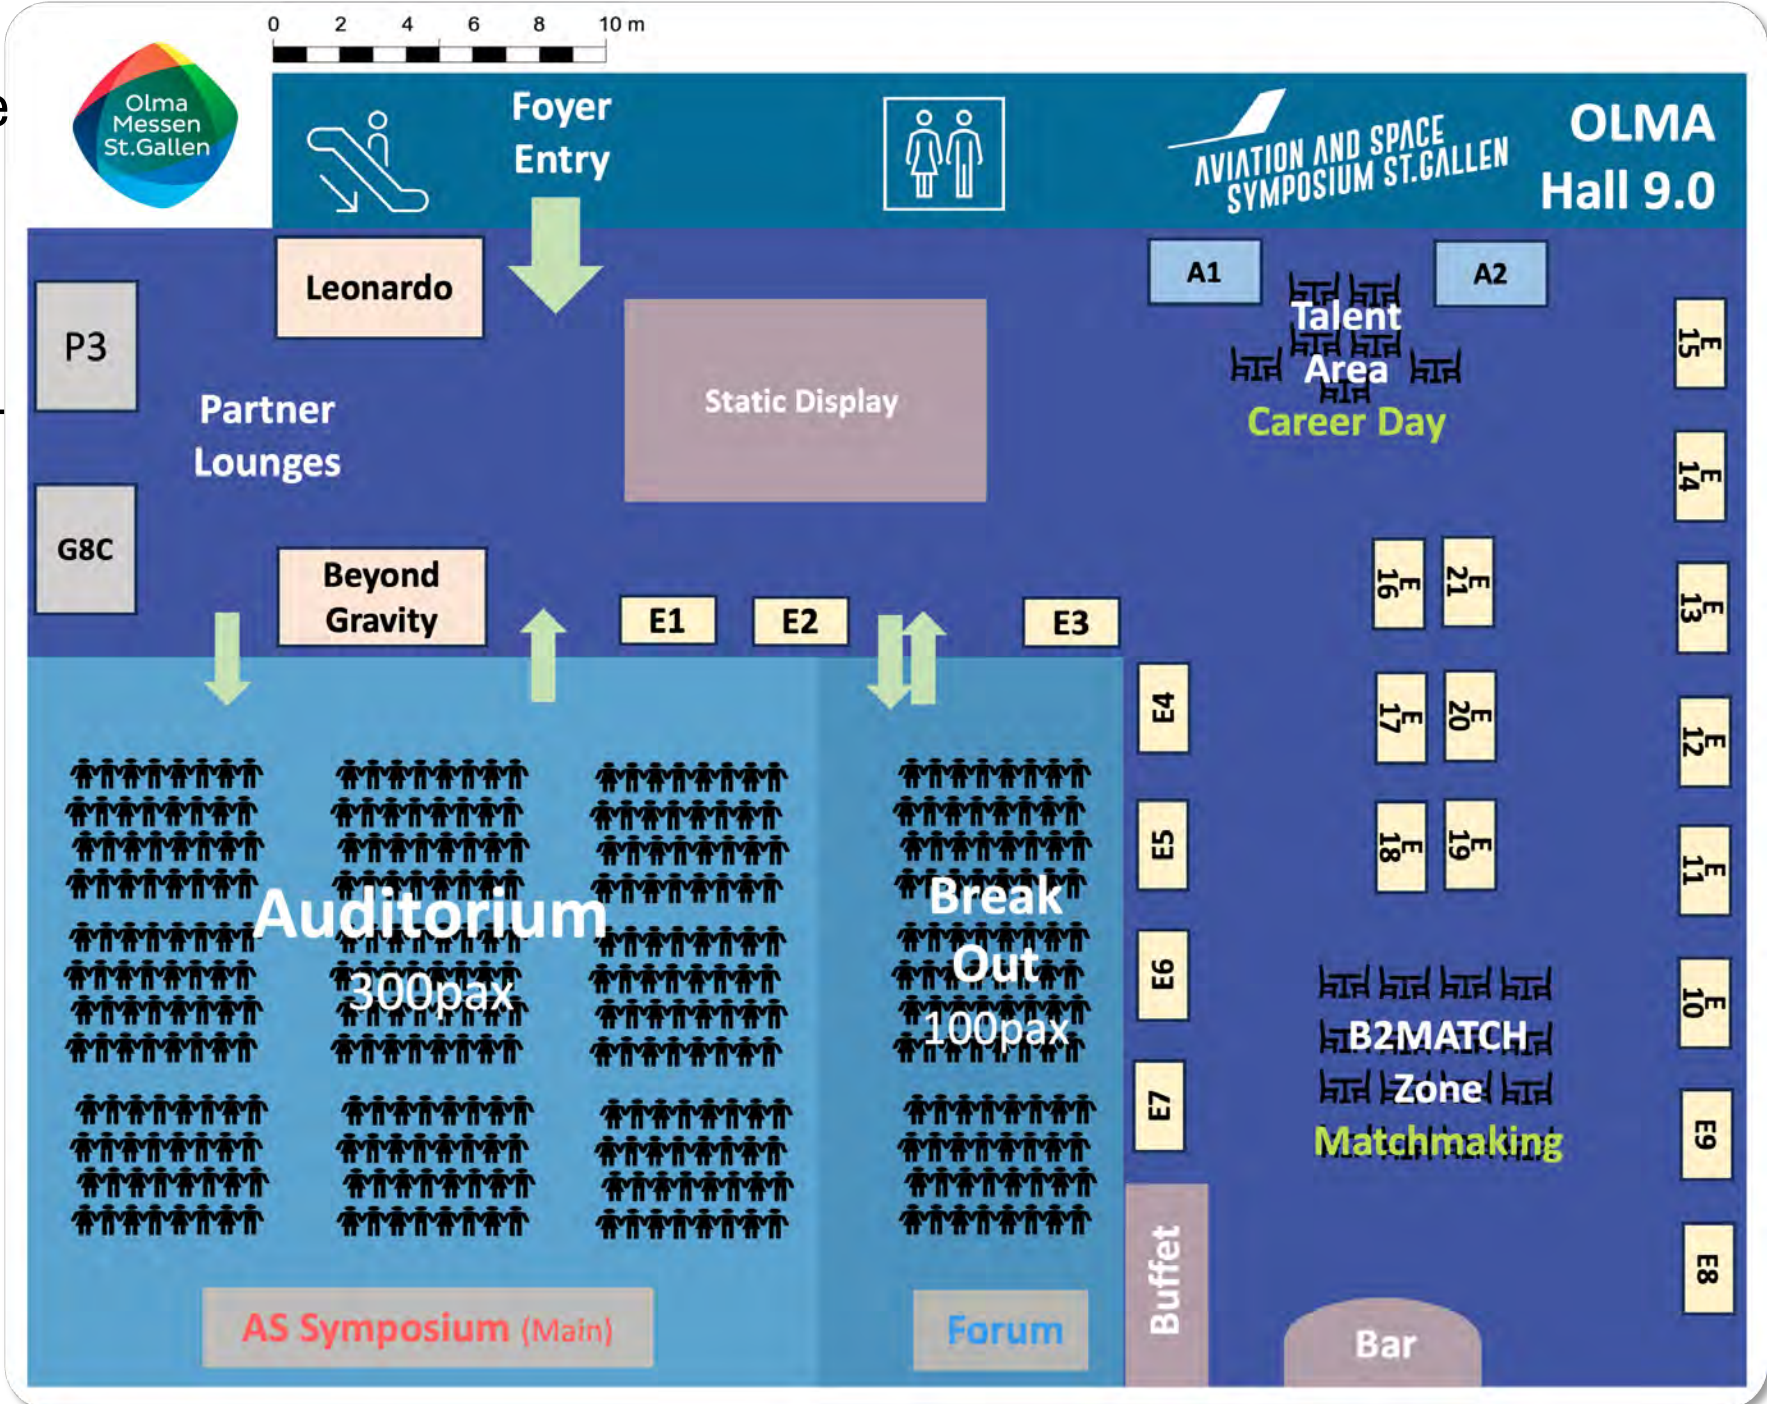 0 2 4 6 8 10 m
e
Olma
Messen
St.Gallen
Foyer
Entry
AVIATION AND SPACE
SYMPOSIUM ST.GALLEN
OLMA
Hall 9.0
Leonardo
P3
Partner
Lounges
G8C
Beyond
Gravity
Static Display
A1
A2
Talent
Area
Career Day
E1
E2
E3
E4
E5
E6
E7
E
15
E
14
E
13
E
12
E
11
E
10
E9
E8
E
16
E
21
E
17
E
20
E
18
E
19
Auditorium
300pax
Break
Out
100pax
B2MATCH
Zone
Matchmaking
AS Symposium (Main)
Forum
Buffet
Bar